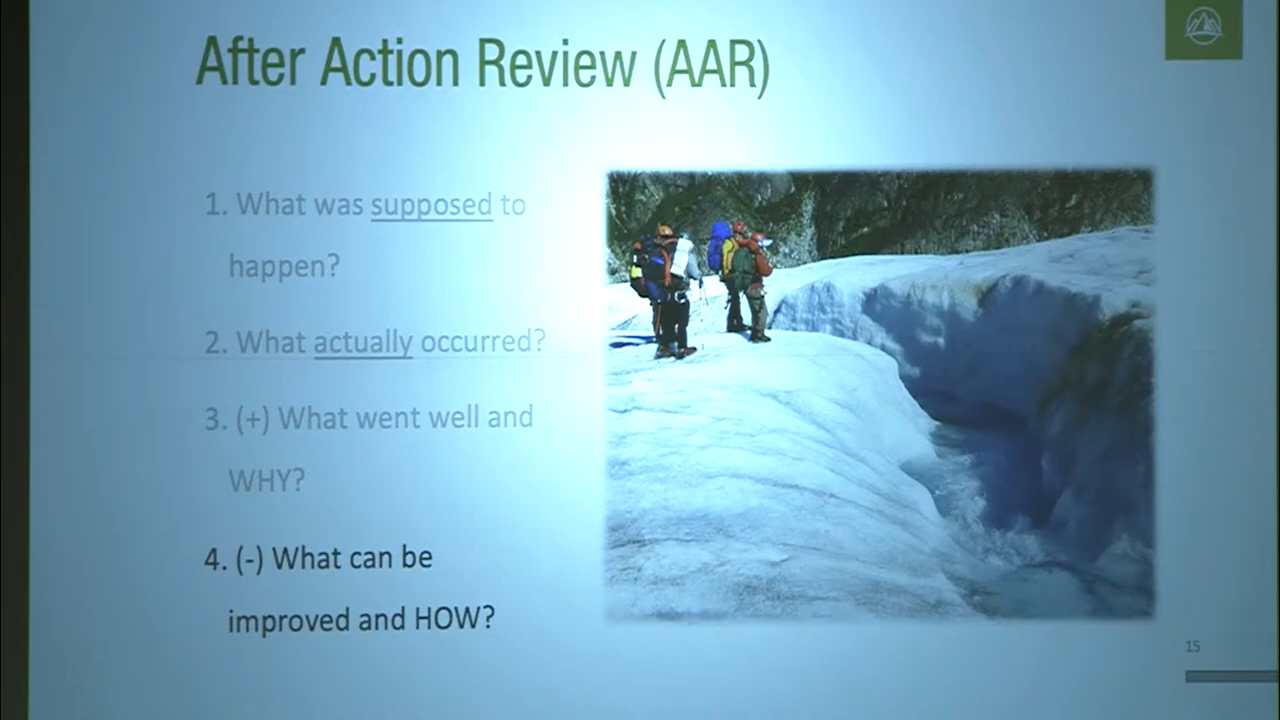 After Action Review (AAR)
1. What was supposed to
happen?
2. What actually occurred?
3. (+) What went well and
WHY?
4. (-) What can be
improved and HOW?
15